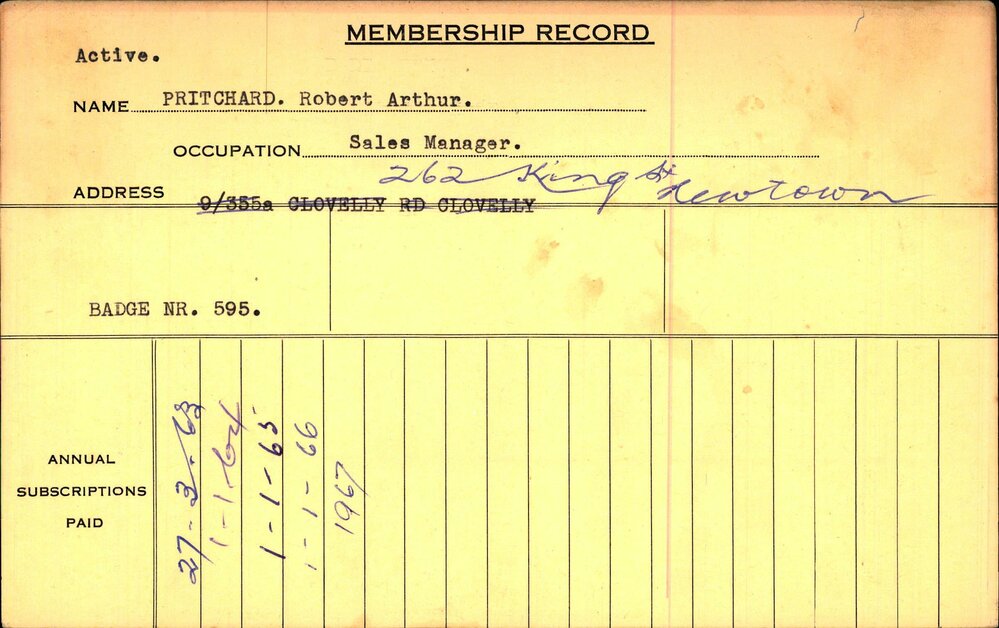 MEMBERSHIP RECORD
Active.
NAME PRITCHARD. Robert Arthur.
OCCUPATION Sales Manager.
ADDRESS 262 King St Newtown
9/355a CLOVELLY RD CLOVELLY
BADGE NR. 595.
ANNUAL
SUBSCRIPTIONS
PAID
27-3-63
1-1-64
1-1-65
1-1-66
1967